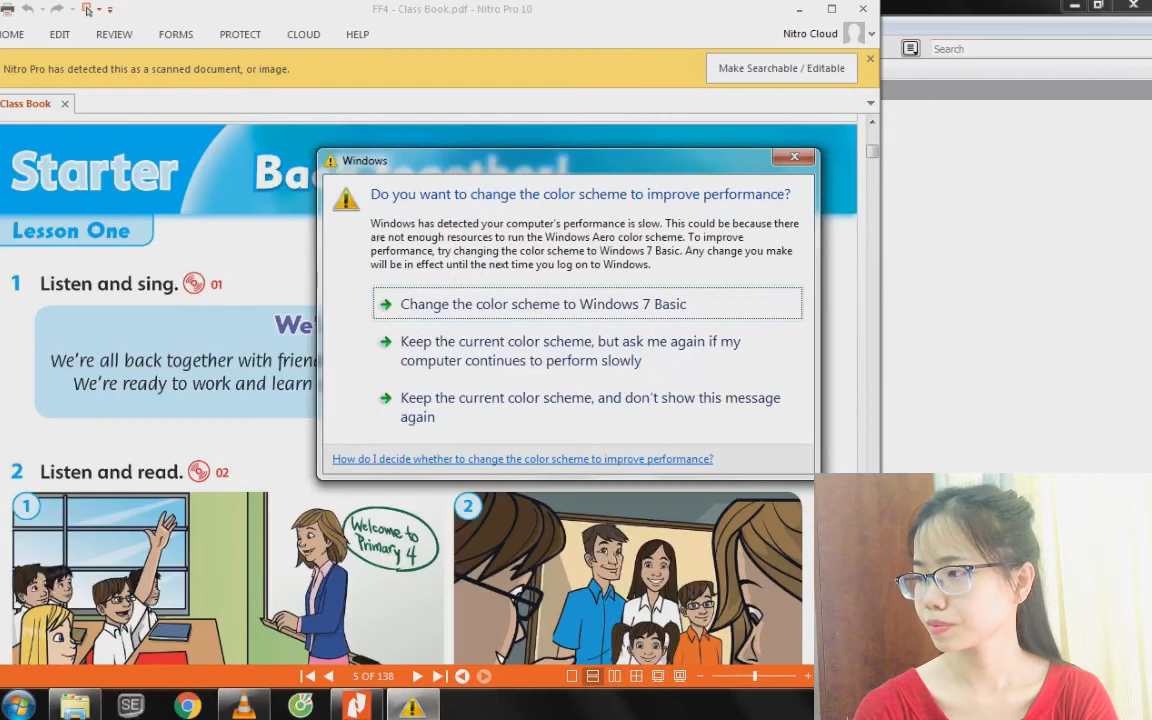 FF4 - Class Book.pdf - Nitro Pro 10
OME EDIT REVIEW FORMS PROTECT CLOUD HELP
Nitro Cloud
Search
Nitro Pro has detected this as a scanned document, or image.
Make Searchable / Editable
Class Book
Starter
Lesson One
1 Listen and sing. 01
We'
We're all back together with frien
We're ready to work and learn
Windows
Do you want to change the color scheme to improve performance?
Windows has detected your computer's performance is slow. This could be because there
are not enough resources to run the Windows Aero color scheme. To improve
performance, try changing the color scheme to Windows 7 Basic. Any change you make
will be in effect until the next time you log on to Windows.
Change the color scheme to Windows 7 Basic
Keep the current color scheme, but ask me again if my
computer continues to perform slowly
Keep the current color scheme, and don't show this message
again
How do I decide whether to change the color scheme to improve performance?
2 Listen and read. 02
1
Welcome to
Primary 4
2
5 OF 138
SE